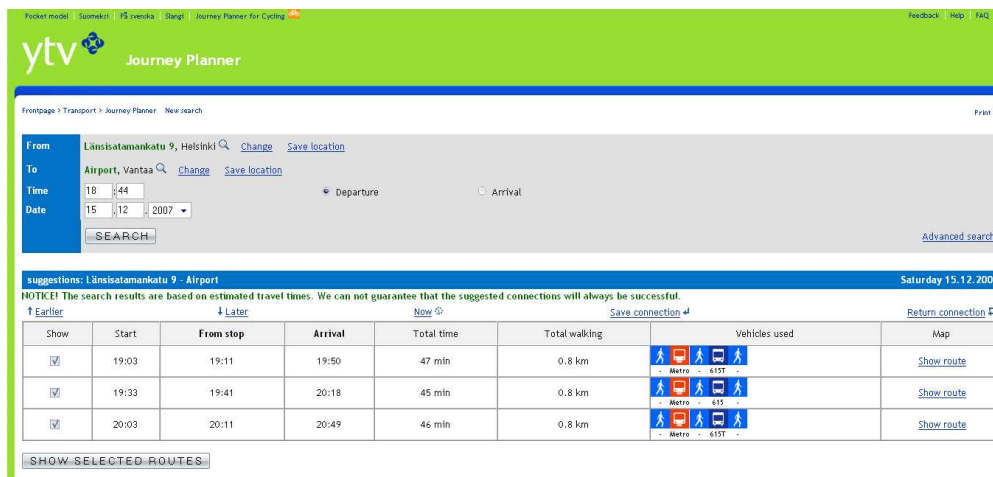 Pocket model Suomeksi På svenska Slangi Journey Planner for Cycling Feedback Help FAQ
ytv Journey Planner
Frontpage > Transport > Journey Planner New search Print
From Länsisatamankatu 9, Helsinki Change Save location
To Airport, Vantaa Change Save location
Time 18 : 44 Departure Arrival
Date 15 . 12 . 2007
SEARCH Advanced search
suggestions: Länsisatamankatu 9 - Airport Saturday 15.12.200
NOTICE! The search results are based on estimated travel times. We can not guarantee that the suggested connections will always be successful.
Earlier Later Now Save connection Return connection
Show Start From stop Arrival Total time Total walking Vehicles used Map
19:03 19:11 19:50 47 min 0.8 km Show route
- Metro - 615T -
19:33 19:41 20:18 45 min 0.8 km Show route
- Metro - 615 -
20:03 20:11 20:49 46 min 0.8 km Show route
- Metro - 615T -
SHOW SELECTED ROUTES